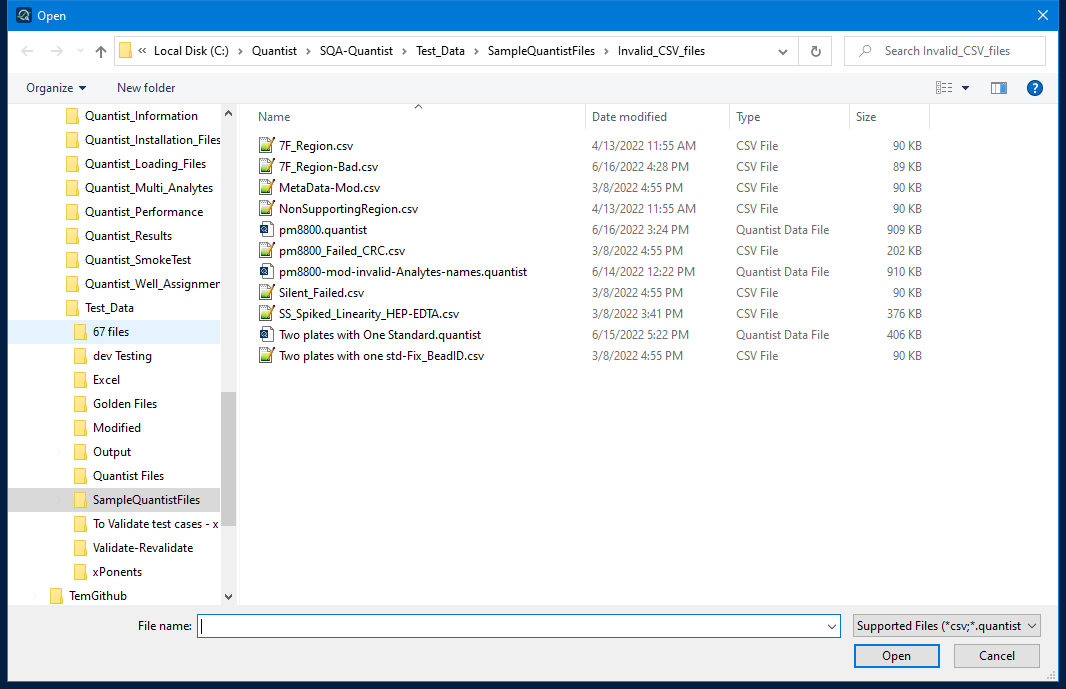 Open
« Local Disk (C:) > Quantist > SQA-Quantist > Test_Data > SampleQuantistFiles > Invalid_CSV_files
Search Invalid_CSV_files
Organize New folder
Quantist_Information
Quantist_Installation_Files
Quantist_Loading_Files
Quantist_Multi_Analytes
Quantist_Performance
Quantist_Results
Quantist_SmokeTest
Quantist_Well_Assignmen
Test_Data
67 files
dev Testing
Excel
Golden Files
Modified
Output
Quantist Files
SampleQuantistFiles
To Validate test cases - x
Validate-Revalidate
xPonents
TemGithub
Name Date modified Type Size
7F_Region.csv 4/13/2022 11:55 AM CSV File 90 KB
7F_Region-Bad.csv 6/16/2022 4:28 PM CSV File 89 KB
MetaData-Mod.csv 3/8/2022 4:55 PM CSV File 90 KB
NonSupportingRegion.csv 4/13/2022 11:55 AM CSV File 90 KB
pm8800.quantist 6/16/2022 3:24 PM Quantist Data File 909 KB
pm8800_Failed_CRC.csv 3/8/2022 4:55 PM CSV File 202 KB
pm8800-mod-invalid-Analytes-names.quantist 6/14/2022 12:22 PM Quantist Data File 910 KB
Silent_Failed.csv 3/8/2022 4:55 PM CSV File 90 KB
SS_Spiked_Linearity_HEP-EDTA.csv 3/8/2022 3:41 PM CSV File 376 KB
Two plates with One Standard.quantist 6/15/2022 5:22 PM Quantist Data File 406 KB
Two plates with one std-Fix_BeadID.csv 3/8/2022 4:55 PM CSV File 90 KB
File name:
Supported Files (*csv;*.quantist
Open Cancel